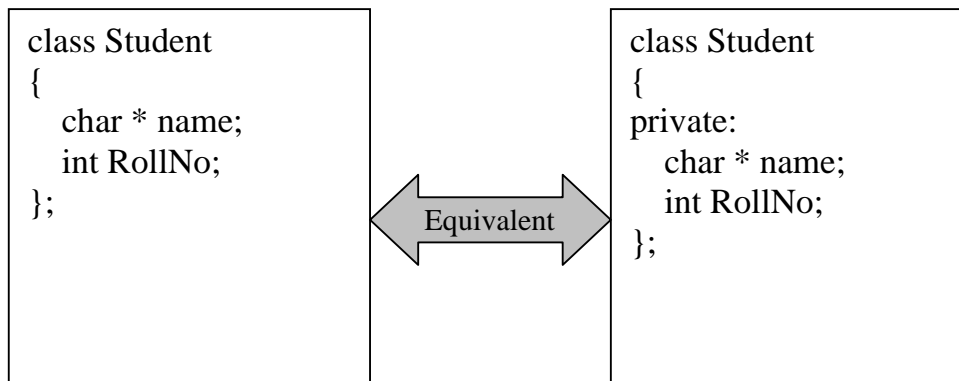 class Student
{
char * name;
int RollNo;
};
Equivalent
class Student
{
private:
char * name;
int RollNo;
};